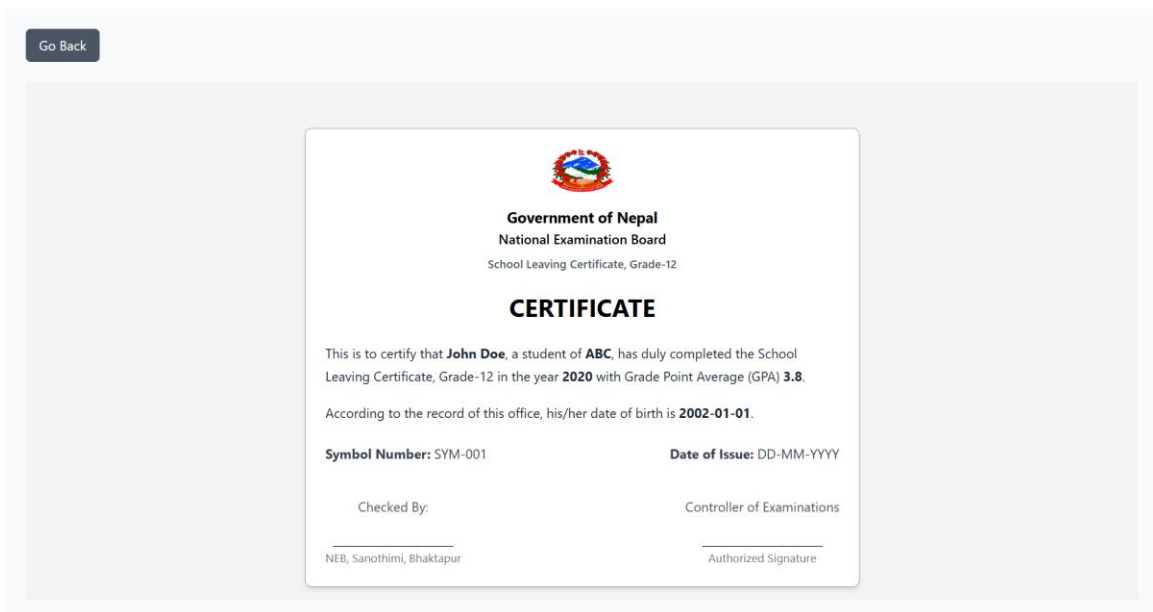 Go Back
Government of Nepal
National Examination Board
School Leaving Certificate, Grade-12
CERTIFICATE
This is to certify that John Doe, a student of ABC, has duly completed the School
Leaving Certificate, Grade-12 in the year 2020 with Grade Point Average (GPA) 3.8.
According to the record of this office, his/her date of birth is 2002-01-01.
Symbol Number: SYM-001 Date of Issue: DD-MM-YYYY
Checked By: Controller of Examinations
NEB, Sanothimi, Bhaktapur Authorized Signature